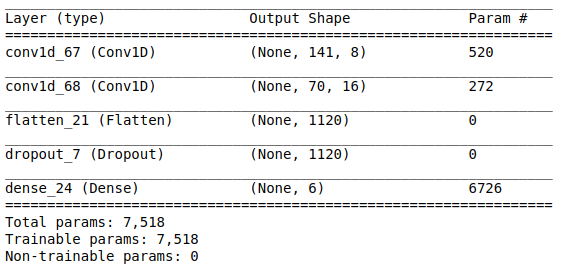 Layer (type) Output Shape Param #
=================================================================
conv1d_67 (Conv1D) (None, 141, 8) 520
conv1d_68 (Conv1D) (None, 70, 16) 272
flatten_21 (Flatten) (None, 1120) 0
dropout_7 (Dropout) (None, 1120) 0
dense_24 (Dense) (None, 6) 6726
=================================================================
Total params: 7,518
Trainable params: 7,518
Non-trainable params: 0